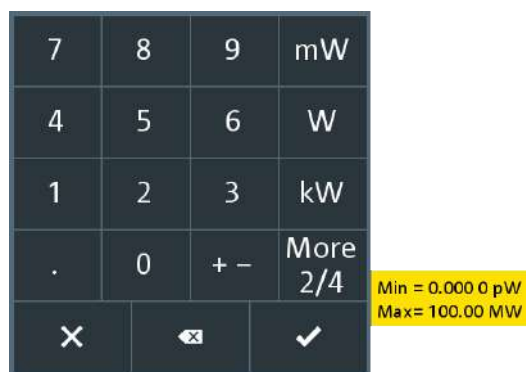 7 8 9 mW
4 5 6 W
1 2 3 kW
. 0 + − More
2/4
Min = 0.000 0 pW
Max= 100.00 MW